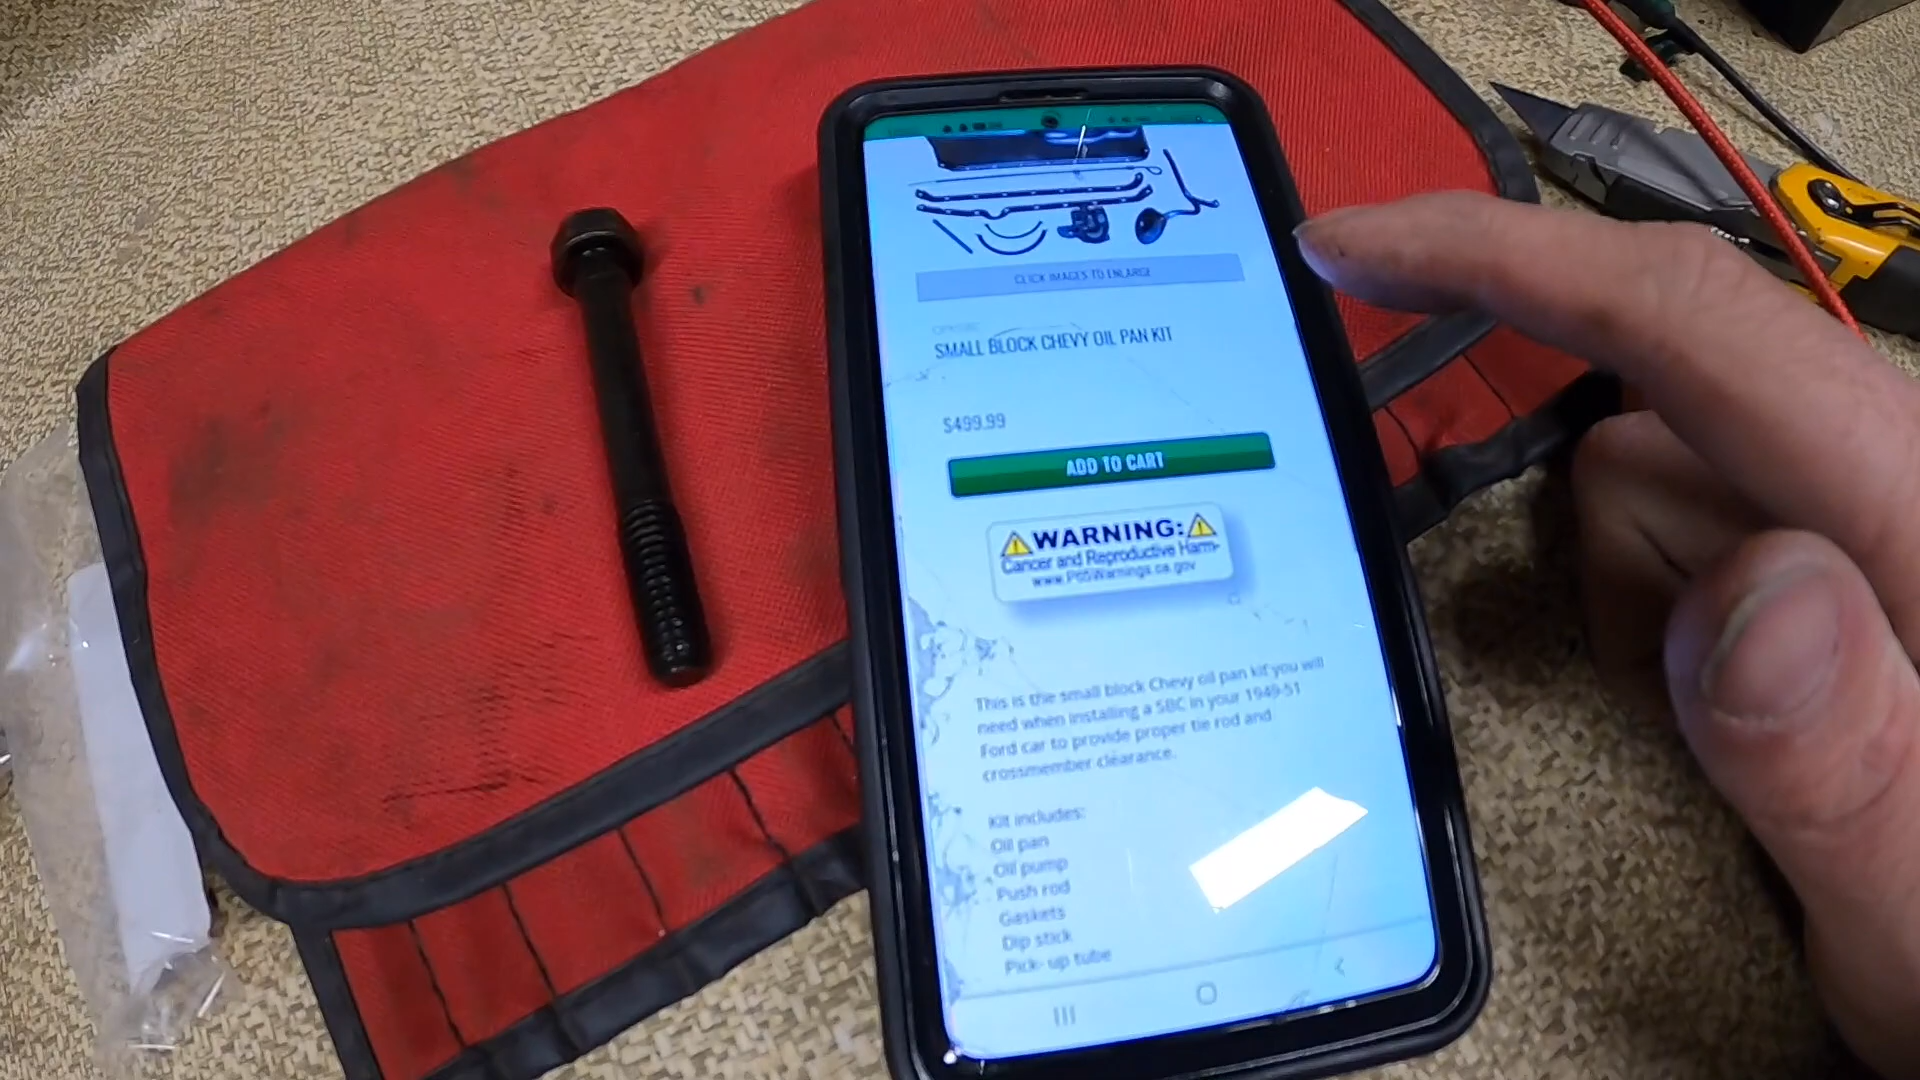 CLICK IMAGES TO ENLARGE
SMALL BLOCK CHEVY OIL PAN KIT
$499.99
ADD TO CART
WARNING:
Cancer and Reproductive Harm-
www.P65Warnings.ca.gov
This is the small block Chevy oil pan kit you will
need when installing a SBC in your 1949-51
Ford car to provide proper tie rod and
crossmember clearance.
Kit includes:
Oil pan
Oil pump
Push rod
Gaskets
Dip stick
Pick- up tube